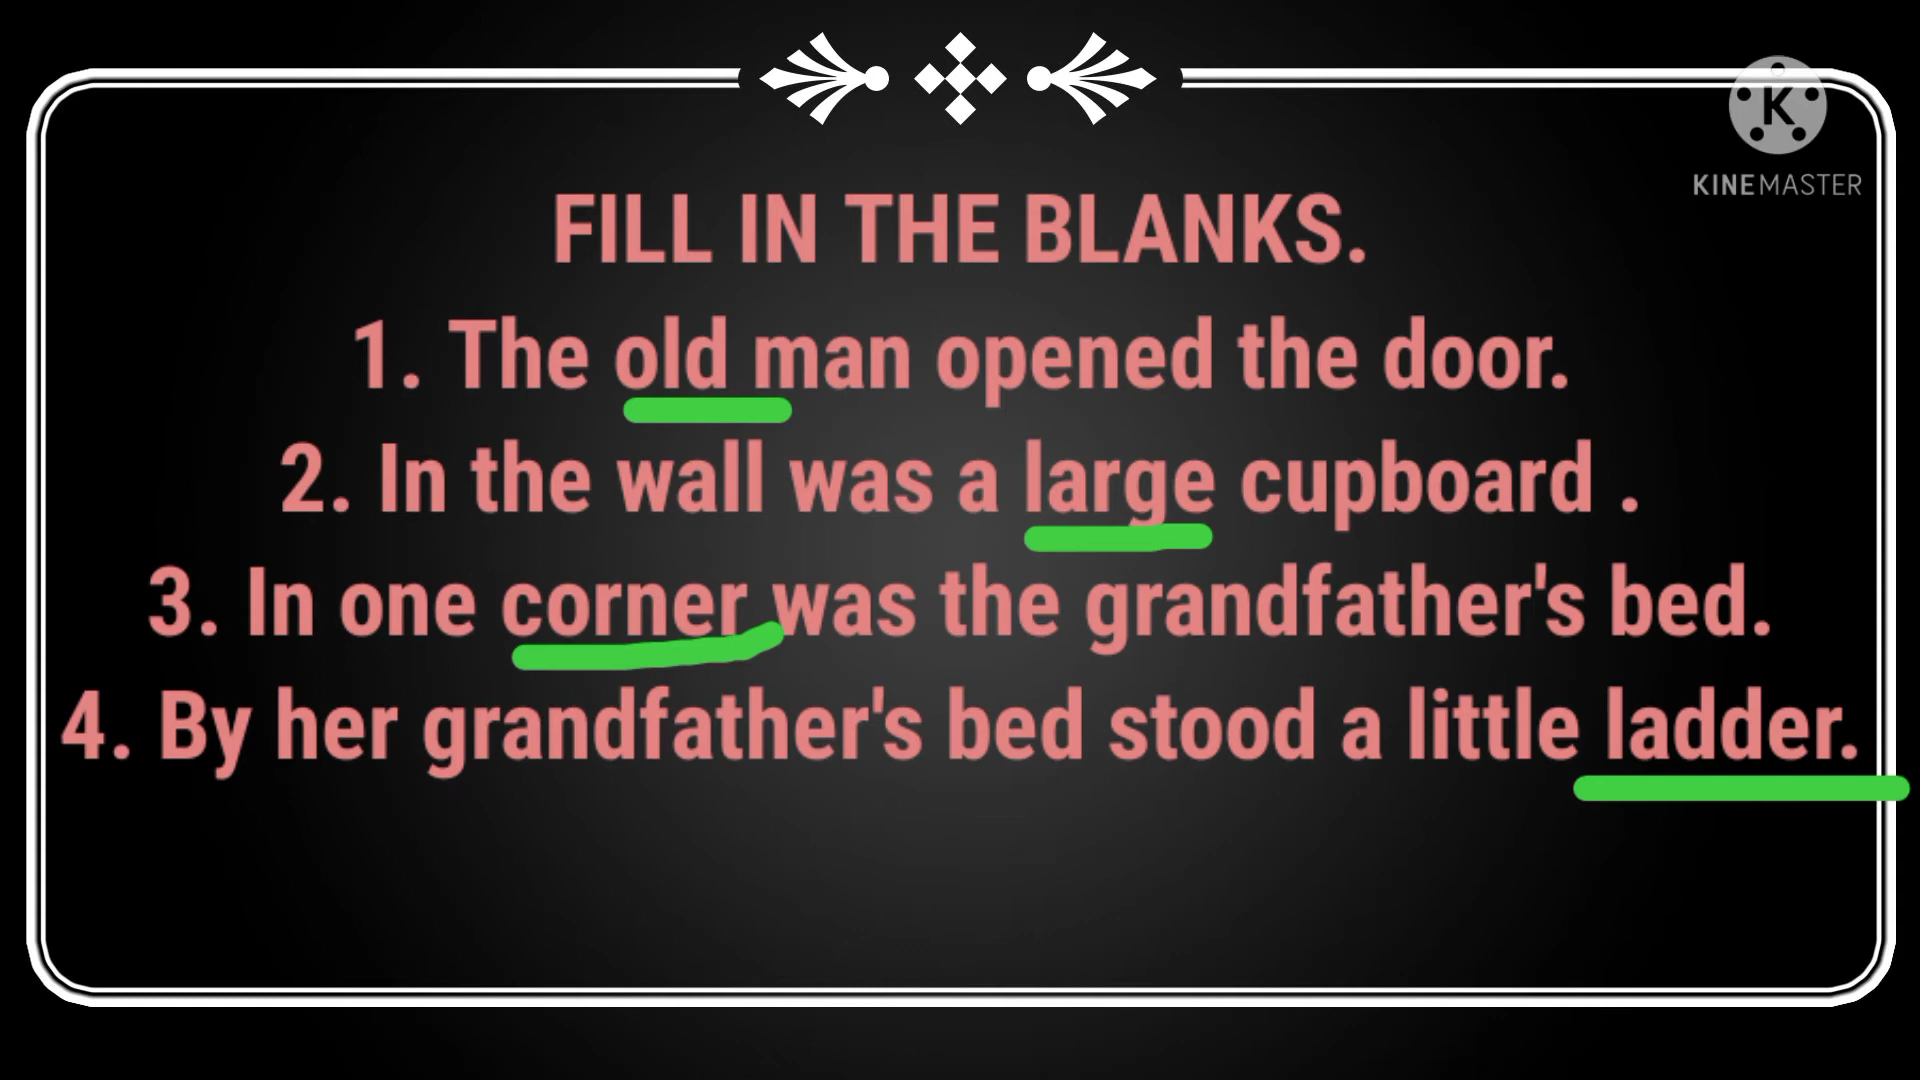 K
KINEMASTER
FILL IN THE BLANKS.
1. The old man opened the door.
2. In the wall was a large cupboard .
3. In one corner was the grandfather's bed.
4. By her grandfather's bed stood a little ladder.